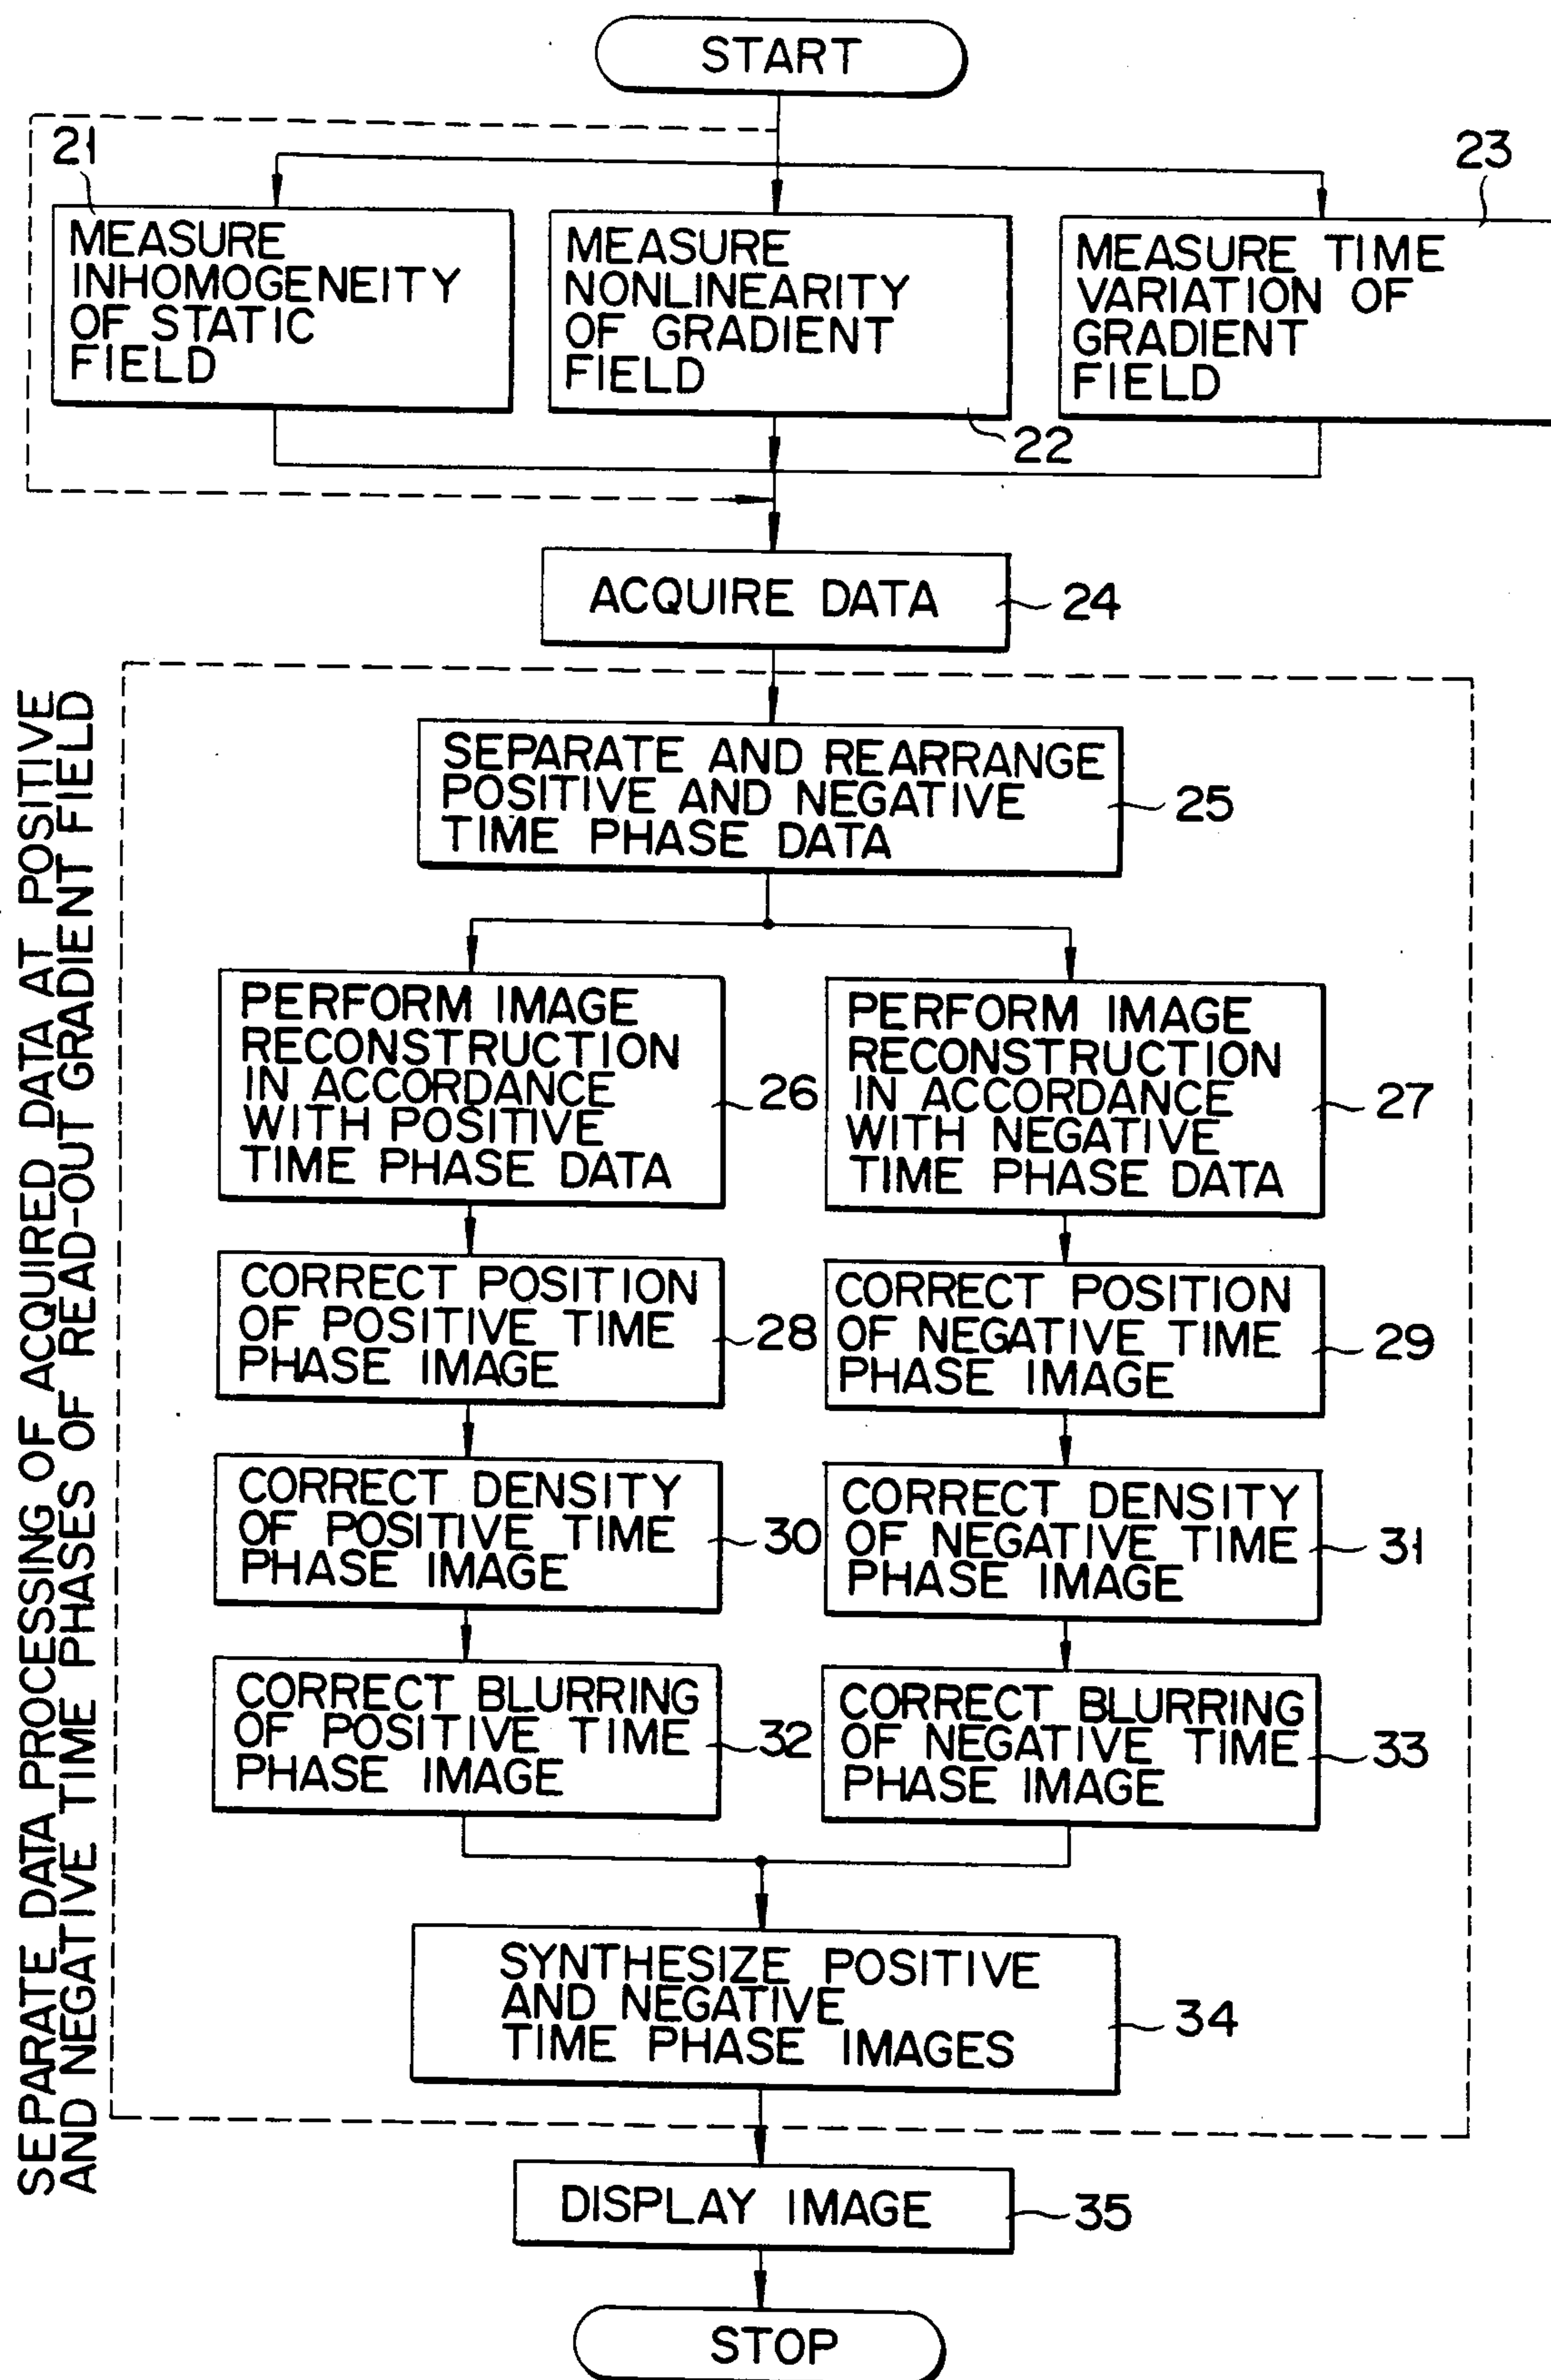 START
21
MEASURE
INHOMOGENEITY
OF STATIC
FIELD
MEASURE
NONLINEARITY
OF GRADIENT
FIELD
22
23
MEASURE TIME
VARIATION OF
GRADIENT
FIELD
ACQUIRE DATA
24
SEPARATE DATA PROCESSING OF ACQUIRED DATA AT POSITIVE
AND NEGATIVE TIME PHASES OF READ-OUT GRADIENT FIELD
SEPARATE AND REARRANGE
POSITIVE AND NEGATIVE
TIME PHASE DATA
25
PERFORM IMAGE
RECONSTRUCTION
IN ACCORDANCE
WITH POSITIVE
TIME PHASE DATA
26
PERFORM IMAGE
RECONSTRUCTION
IN ACCORDANCE
WITH NEGATIVE
TIME PHASE DATA
27
CORRECT POSITION
OF POSITIVE TIME
PHASE IMAGE
28
CORRECT POSITION
OF NEGATIVE TIME
PHASE IMAGE
29
CORRECT DENSITY
OF POSITIVE TIME
PHASE IMAGE
30
CORRECT DENSITY
OF NEGATIVE TIME
PHASE IMAGE
31
CORRECT BLURRING
OF POSITIVE TIME
PHASE IMAGE
32
CORRECT BLURRING
OF NEGATIVE TIME
PHASE IMAGE
33
SYNTHESIZE POSITIVE
AND NEGATIVE
TIME PHASE IMAGES
34
DISPLAY IMAGE
35
STOP